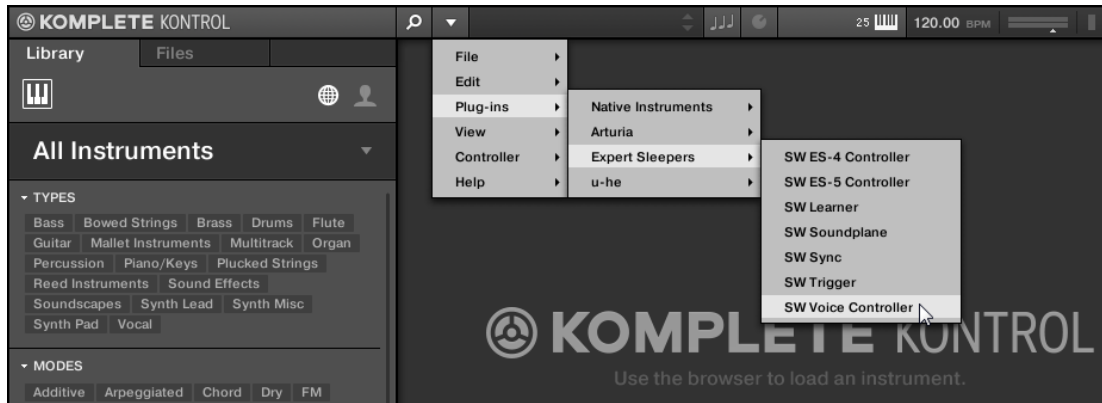 KOMPLETE KONTROL
25
120.00 BPM
Library
Files
All Instruments
TYPES
Bass Bowed Strings Brass Drums Flute
Guitar Mallet Instruments Multitrack Organ
Percussion Piano/Keys Plucked Strings
Reed Instruments Sound Effects
Soundscapes Synth Lead Synth Misc
Synth Pad Vocal
MODES
Additive Arpeggiated Chord Dry FM
File
Edit
Plug-ins
View
Controller
Help
Native Instruments
Arturia
Expert Sleepers
u-he
SW ES-4 Controller
SW ES-5 Controller
SW Learner
SW Soundplane
SW Sync
SW Trigger
SW Voice Controller
KOMPLETE KONTROL
Use the browser to load an instrument.